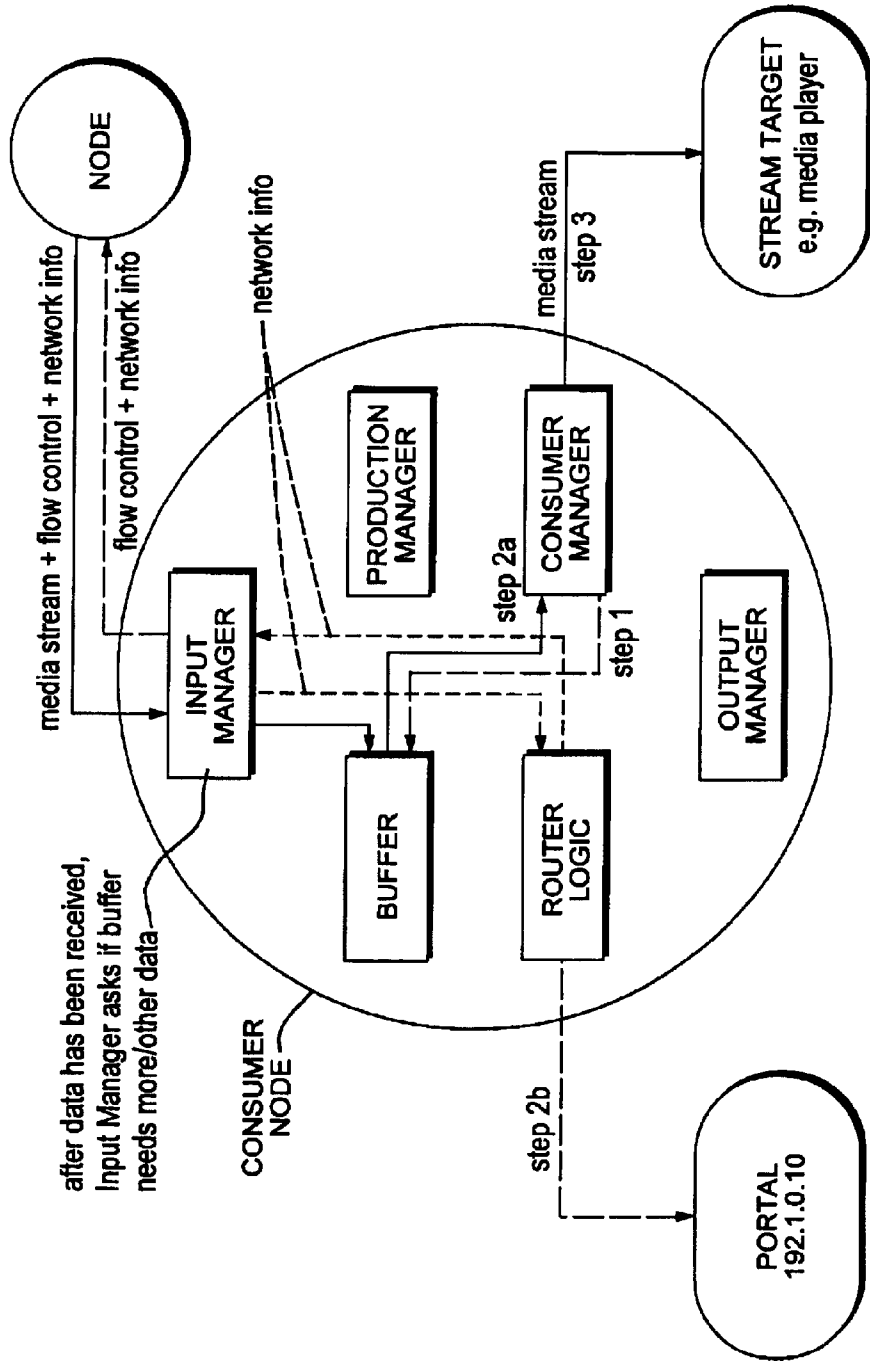 NODE
media stream + flow control + network info
flow control + network info
network info
after data has been received,
Input Manager asks if buffer
needs more/other data
INPUT
MANAGER
CONSUMER
NODE
BUFFER
PRODUCTION
MANAGER
step 2a
step 1
ROUTER
LOGIC
CONSUMER
MANAGER
media stream
step 3
step 2b
OUTPUT
MANAGER
PORTAL
192.1.0.10
STREAM TARGET
e.g. media player